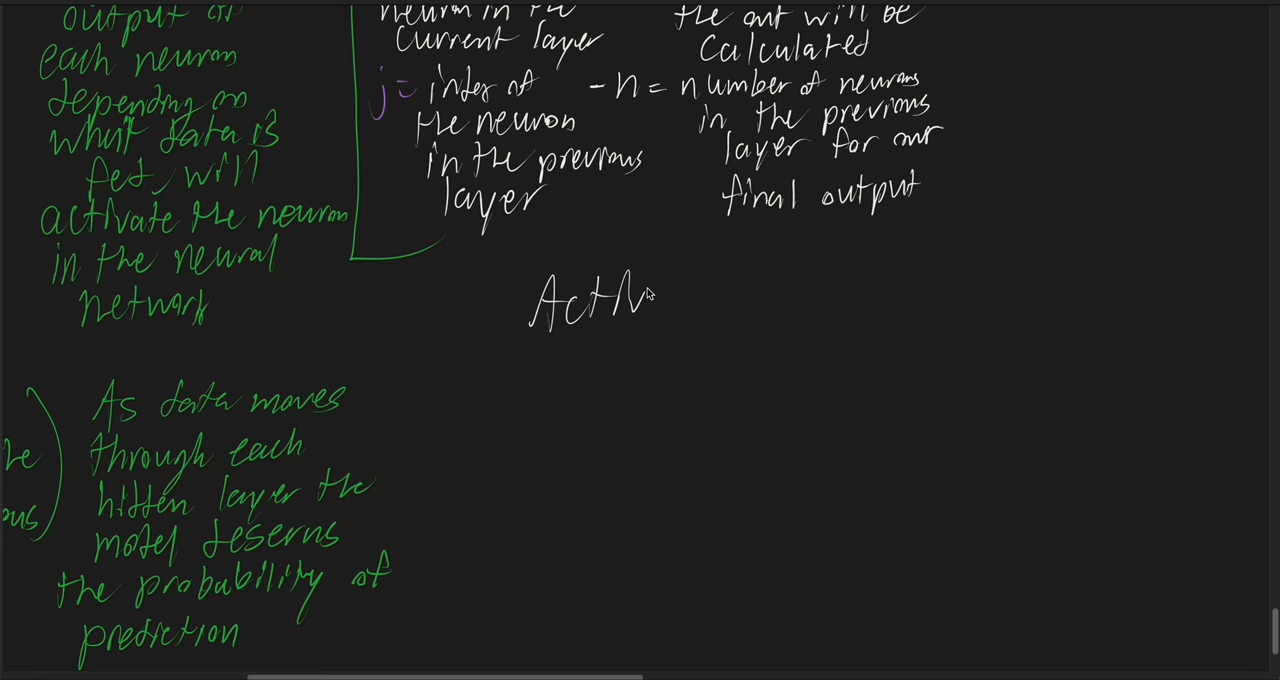 output of
each neuron
depending on
what data is
fed, will
activate the neuron
in the neural
network
neuron in the
current layer
j = index of
the neuron
in the previous
layer
the out will be
calculated
- n = number of neurons
in the previous
layer for our
final output
Activ
he
ous)
As data moves
through each
hidden layer the
model deserns
the probability of
prediction